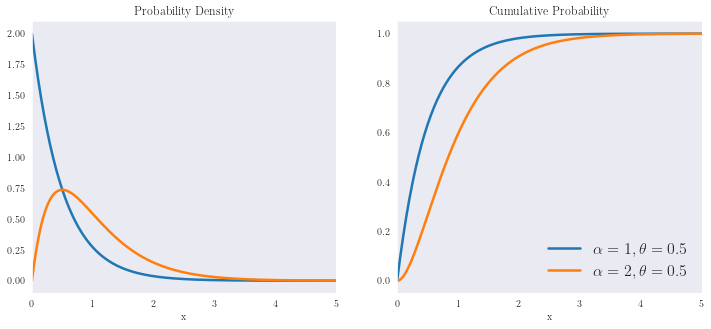 Probability Density
2.00
1.75
1.50
1.25
1.00
0.75
0.50
0.25
0.00
0 1 2 3 4 5
x
Cumulative Probability
1.0
0.8
0.6
0.4
0.2
0.0
α = 1, θ = 0.5
α = 2, θ = 0.5
0 1 2 3 4 5
x